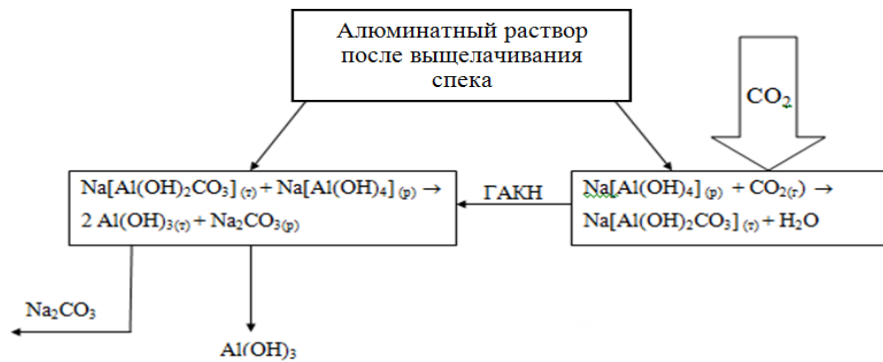 Алюминатный раствор
после выщелачивания
спека
CO₂
Na[Al(OH)₂CO₃] (т) + Na[Al(OH)₄] (р) →
2 Al(OH)₃(т) + Na₂CO₃(р)
ГАКН
Na[Al(OH)₄] (р) + CO₂(г) →
Na[Al(OH)₂CO₃] (т) + H₂O
Na₂CO₃
Al(OH)₃